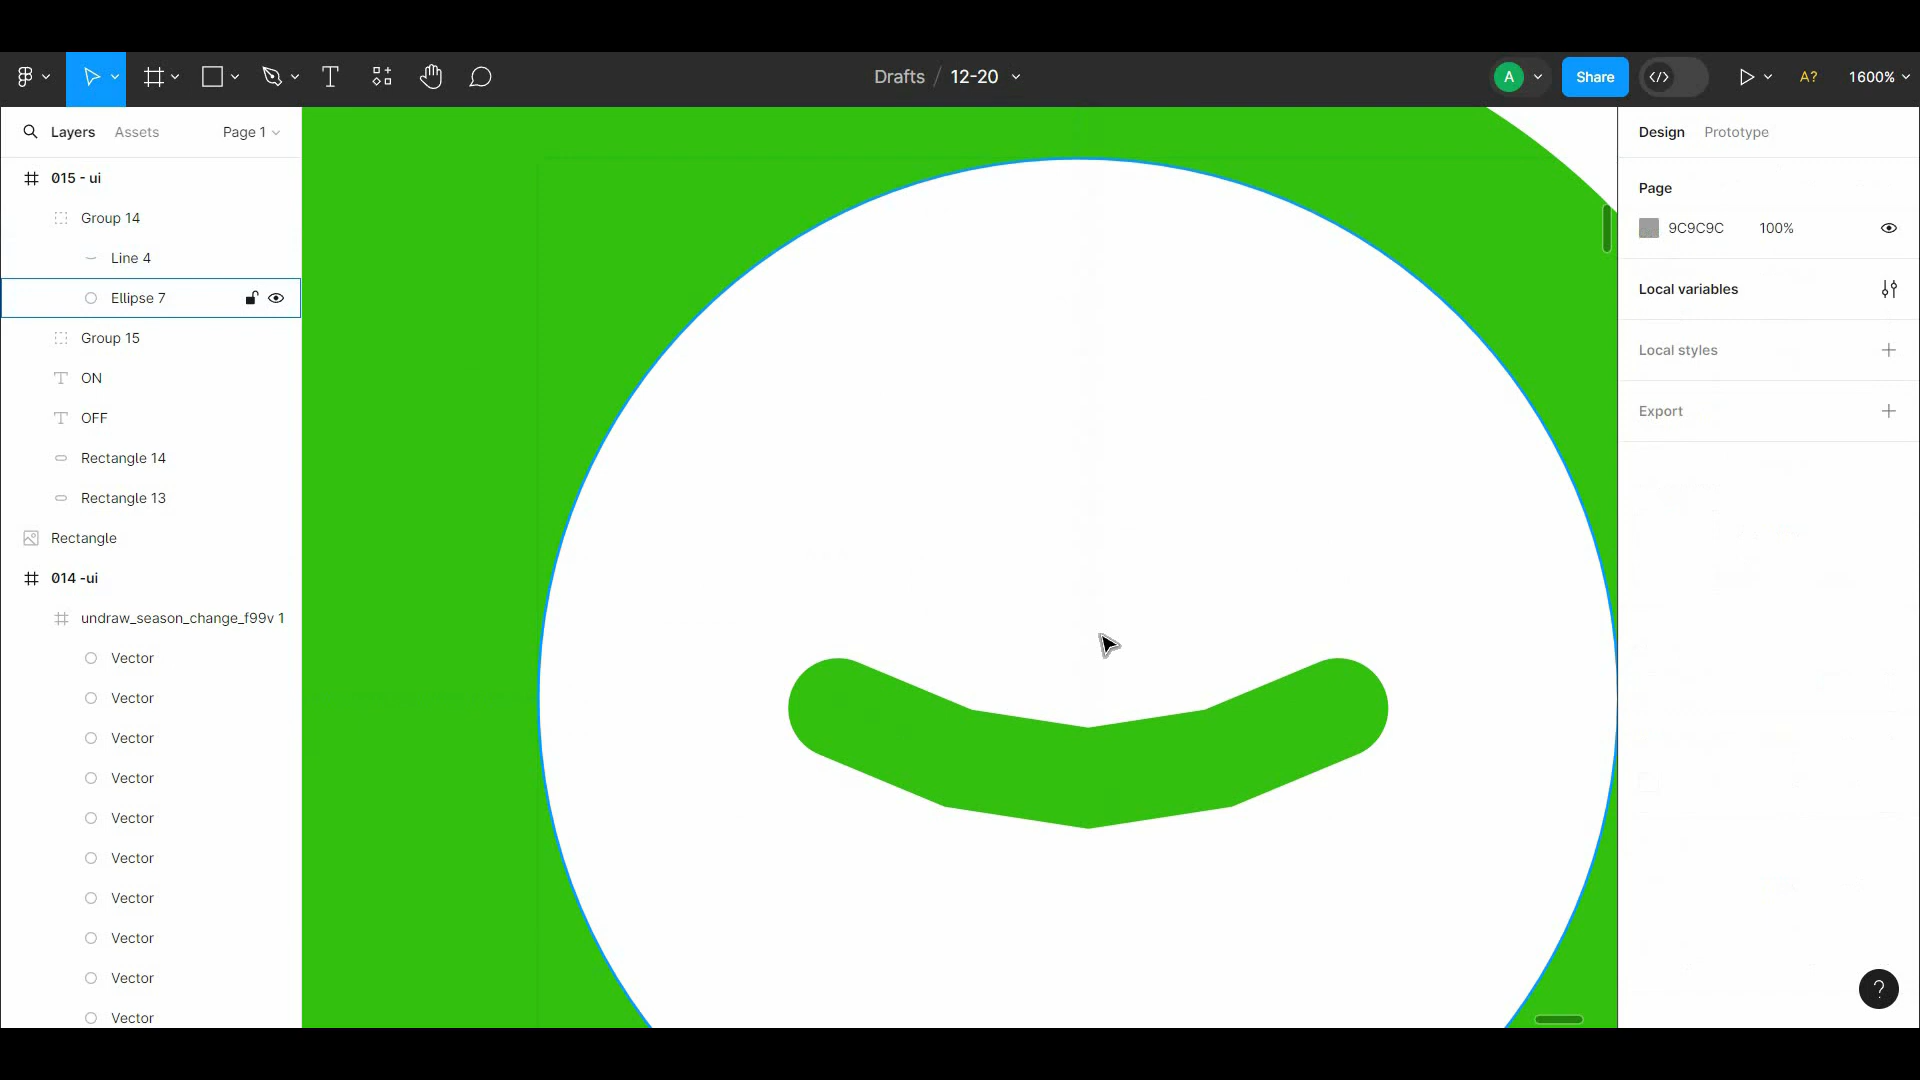 Drafts / 12-20
A
Share
A?
1600%
Layers
Assets
Page 1
015 - ui
Group 14
Line 4
Ellipse 7
Group 15
ON
OFF
Rectangle 14
Rectangle 13
Rectangle
014 -ui
undraw_season_change_f99v 1
Vector
Vector
Vector
Vector
Vector
Vector
Vector
Vector
Vector
Vector
Design
Prototype
Page
9C9C9C
100%
Local variables
Local styles
Export
?